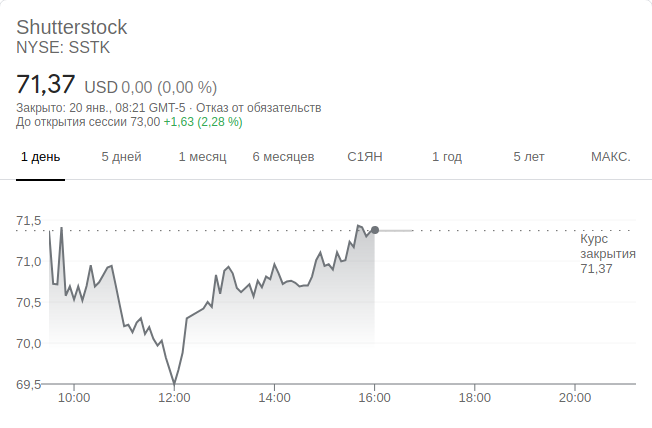 Shutterstock
NYSE: SSTK
71,37 USD 0,00 (0,00 %)
Закрыто: 20 янв., 08:21 GMT-5 · Отказ от обязательств
До открытия сессии 73,00 +1,63 (2,28 %)
1 день 5 дней 1 месяц 6 месяцев С1ЯН 1 год 5 лет МАКС.
71,5
Курс
закрытия
71,37
71,0
70,5
70,0
69,5
10:00 12:00 14:00 16:00 18:00 20:00